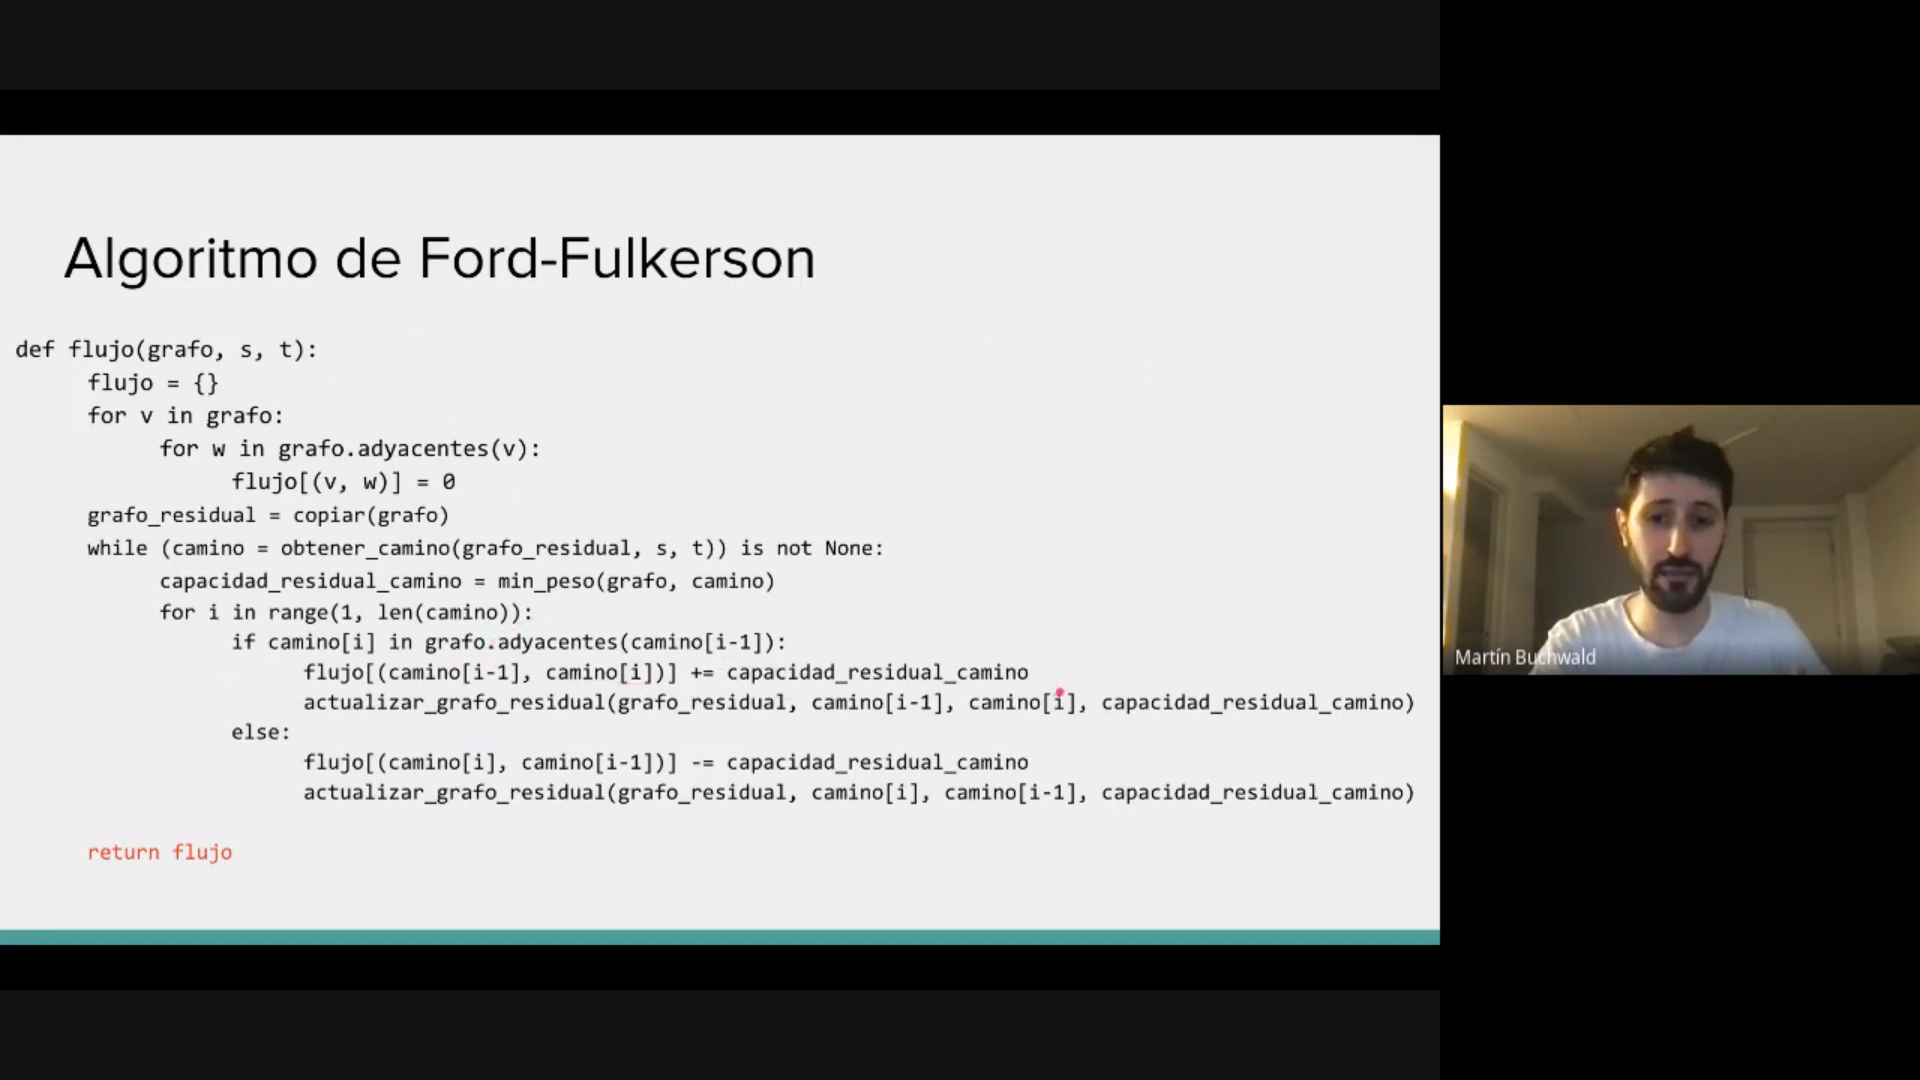 Algoritmo de Ford-Fulkerson
def flujo(grafo, s, t):
flujo = {}
for v in grafo:
for w in grafo.adyacentes(v):
flujo[(v, w)] = 0
grafo_residual = copiar(grafo)
while (camino = obtener_camino(grafo_residual, s, t)) is not None:
capacidad_residual_camino = min_peso(grafo, camino)
for i in range(1, len(camino)):
if camino[i] in grafo.adyacentes(camino[i-1]):
flujo[(camino[i-1], camino[i])] += capacidad_residual_camino
actualizar_grafo_residual(grafo_residual, camino[i-1], camino[i], capacidad_residual_camino)
else:
flujo[(camino[i], camino[i-1])] -= capacidad_residual_camino
actualizar_grafo_residual(grafo_residual, camino[i], camino[i-1], capacidad_residual_camino)
return flujo
Martín Buchwald